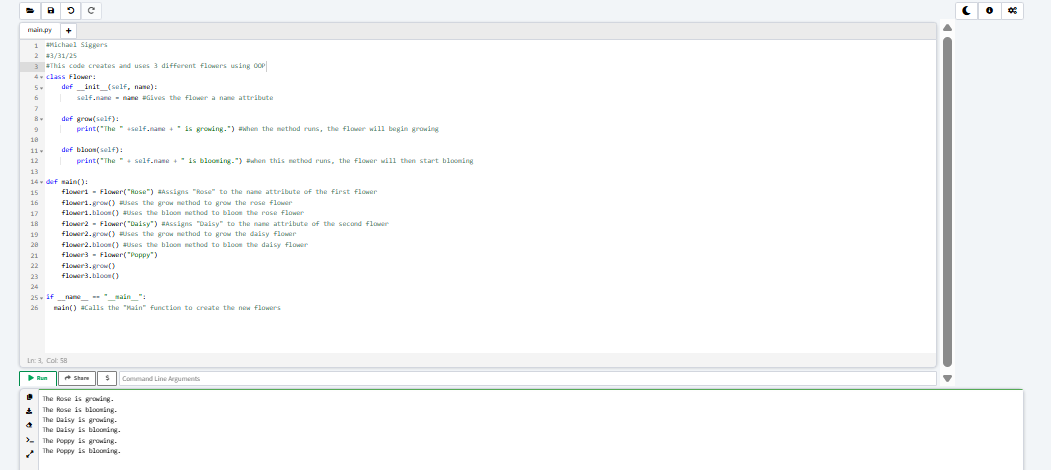 main.py +
1 #Michael Siggers
2 #3/31/25
3 #This code creates and uses 3 different flowers using OOP
4 class Flower:
5 def __init__(self, name):
6 self.name = name #Gives the flower a name attribute
7
8 def grow(self):
9 print("The " +self.name + " is growing.") #When the method runs, the flower will begin growing
10
11 def bloom(self):
12 print("The " + self.name + " is blooming.") #when this method runs, the flower will then start blooming
13
14 def main():
15 flower1 = Flower("Rose") #Assigns "Rose" to the name attribute of the first flower
16 flower1.grow() #Uses the grow method to grow the rose flower
17 flower1.bloom() #Uses the bloom method to bloom the rose flower
18 flower2 = Flower("Daisy") #Assigns "Daisy" to the name attribute of the second flower
19 flower2.grow() #Uses the grow method to grow the daisy flower
20 flower2.bloom() #Uses the bloom method to bloom the daisy flower
21 flower3 = Flower("Poppy")
22 flower3.grow()
23 flower3.bloom()
24
25 if __name__ == "__main__":
26 main() #Calls the "Main" function to create the new flowers
Ln: 3, Col: 58
Run Share $ Command Line Arguments
The Rose is growing.
The Rose is blooming.
The Daisy is growing.
The Daisy is blooming.
The Poppy is growing.
The Poppy is blooming.